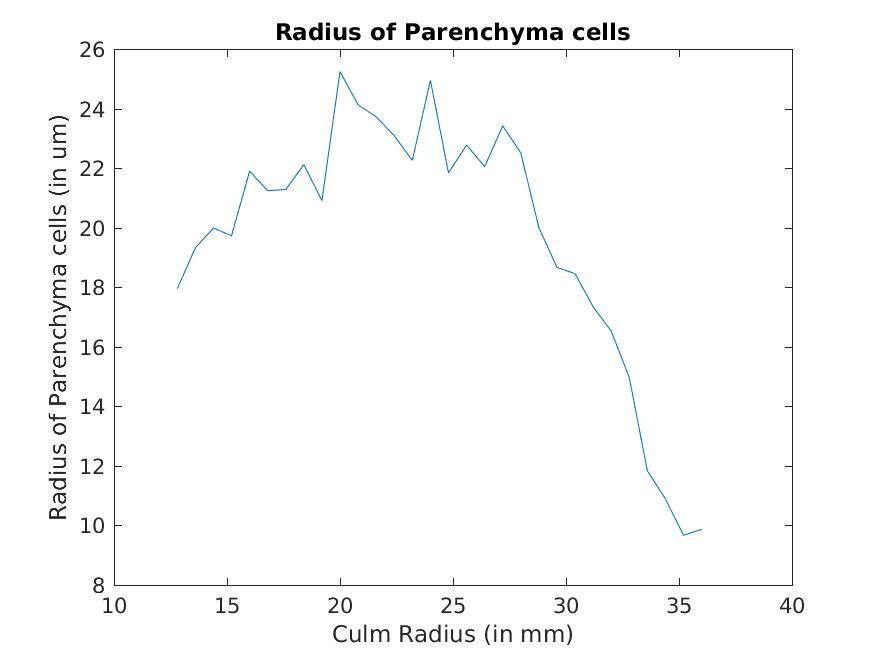 Radius of Parenchyma cells
26
24
22
20
18
16
14
12
10
8
Radius of Parenchyma cells (in um)
10 15 20 25 30 35 40
Culm Radius (in mm)